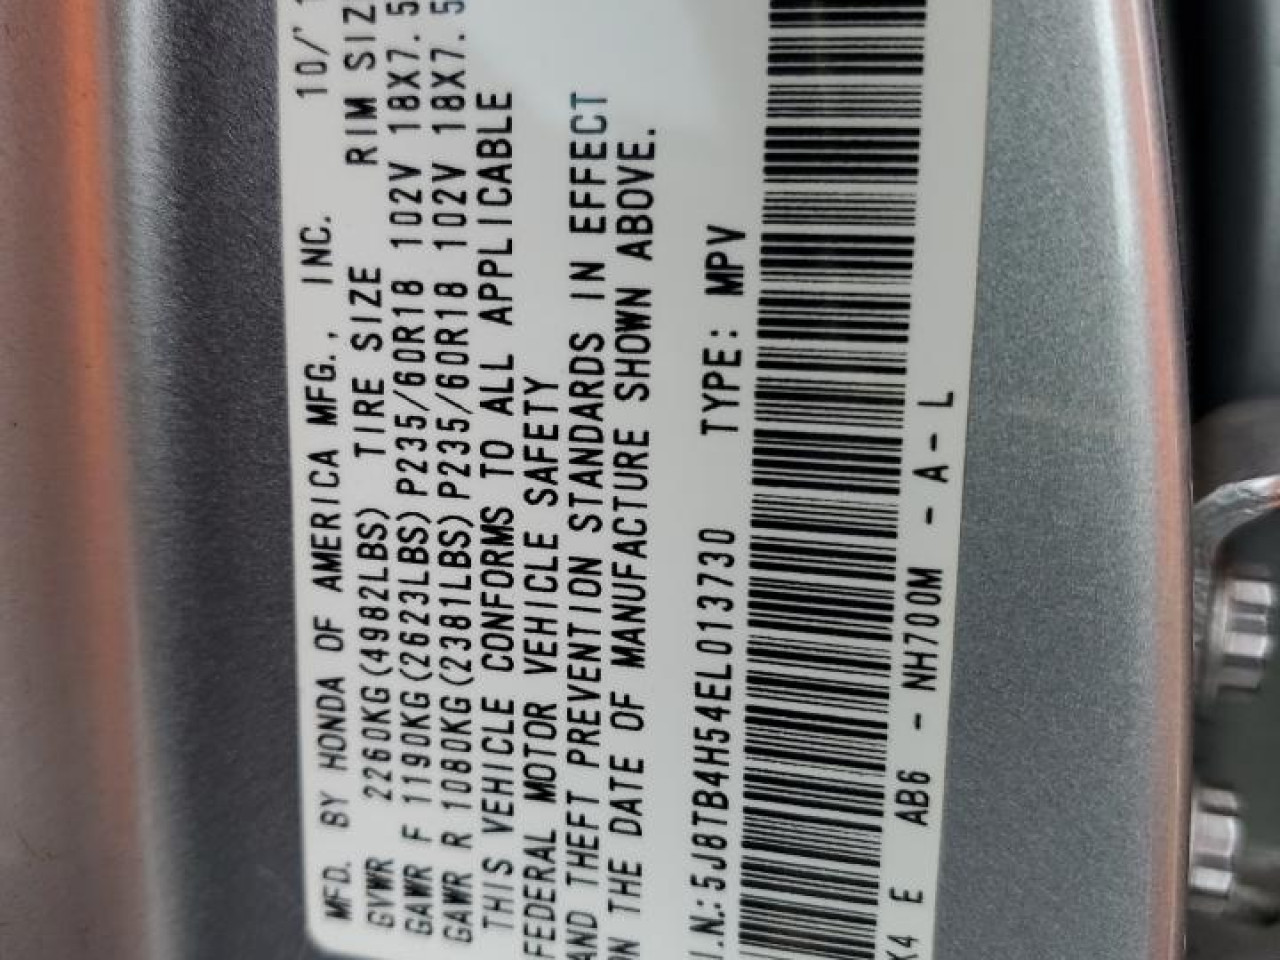 MFD. BY HONDA OF AMERICA MFG., INC. 10/'1
GVWR 2260KG(4982LBS) TIRE SIZE RIM SIZ
GAWR F 1190KG(2623LBS)P235/60R18 102V 18X7.5
GAWR R 1080KG(2381LBS)P235/60R18 102V 18X7.5
THIS VEHICLE CONFORMS TO ALL APPLICABLE
FEDERAL MOTOR VEHICLE SAFETY
AND THEFT PREVENTION STANDARDS IN EFFECT
ON THE DATE OF MANUFACTURE SHOWN ABOVE.
I.N.:5J8TB4H54EL013730 TYPE: MPV
K4 E AB6 - NH700M - A - L